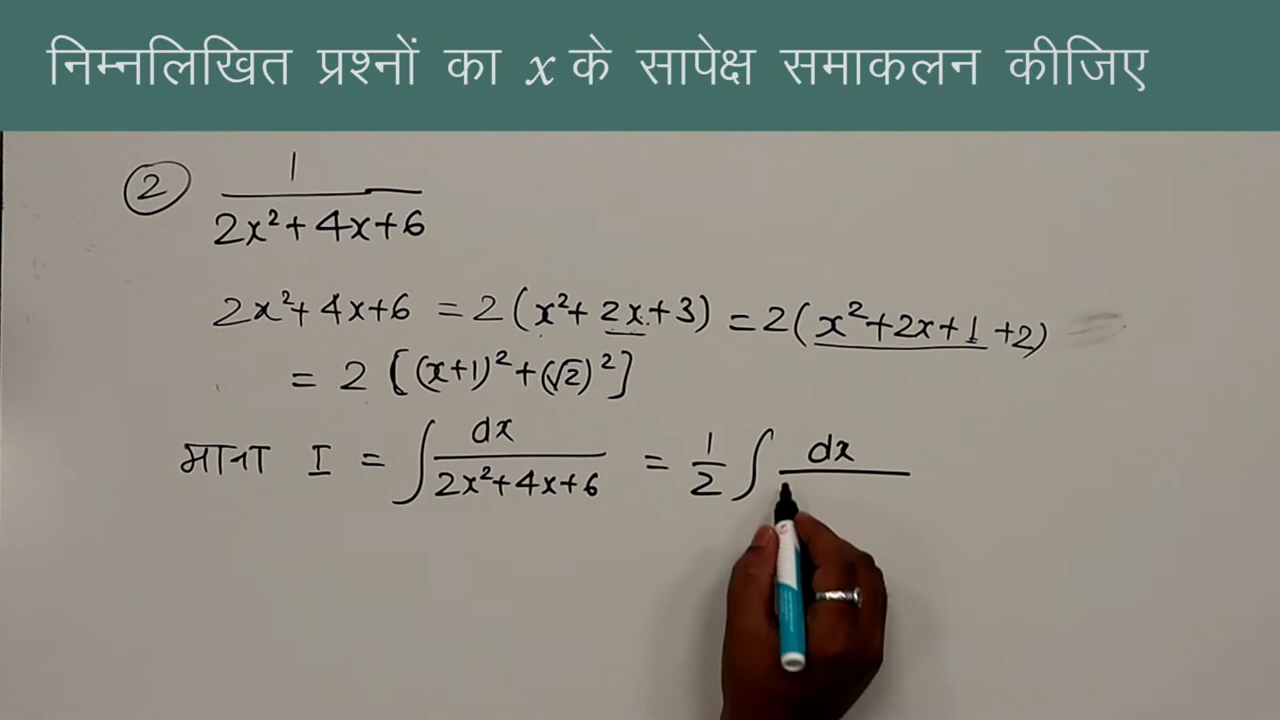 निम्नलिखित प्रश्नों का x के सापेक्ष समाकलन कीजिए
② 1/(2x²+4x+6)
2x²+4x+6 = 2(x²+2x+3) = 2(x²+2x+1+2)
= 2[(x+1)²+(√2)²]
माना I = ∫ dx/(2x²+4x+6) = 1/2 ∫ dx/